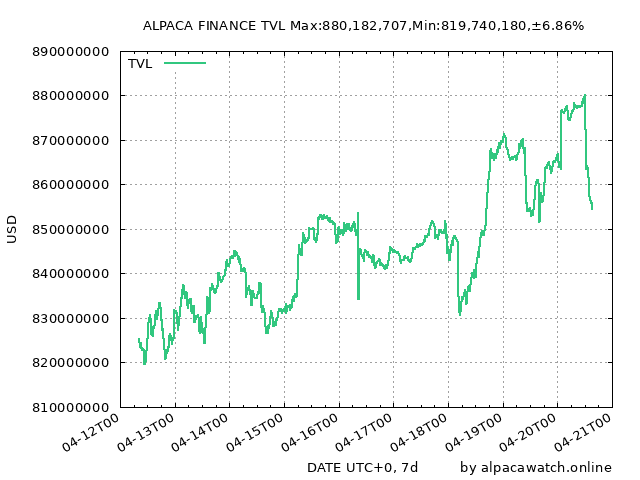 ALPACA FINANCE TVL Max:880,182,707,Min:819,740,180,±6.86%
TVL
890000000
880000000
870000000
860000000
850000000
840000000
830000000
820000000
810000000
USD
04-12T00
04-13T00
04-14T00
04-15T00
04-16T00
04-17T00
04-18T00
04-19T00
04-20T00
04-21T00
DATE UTC+0, 7d
by alpacawatch.online